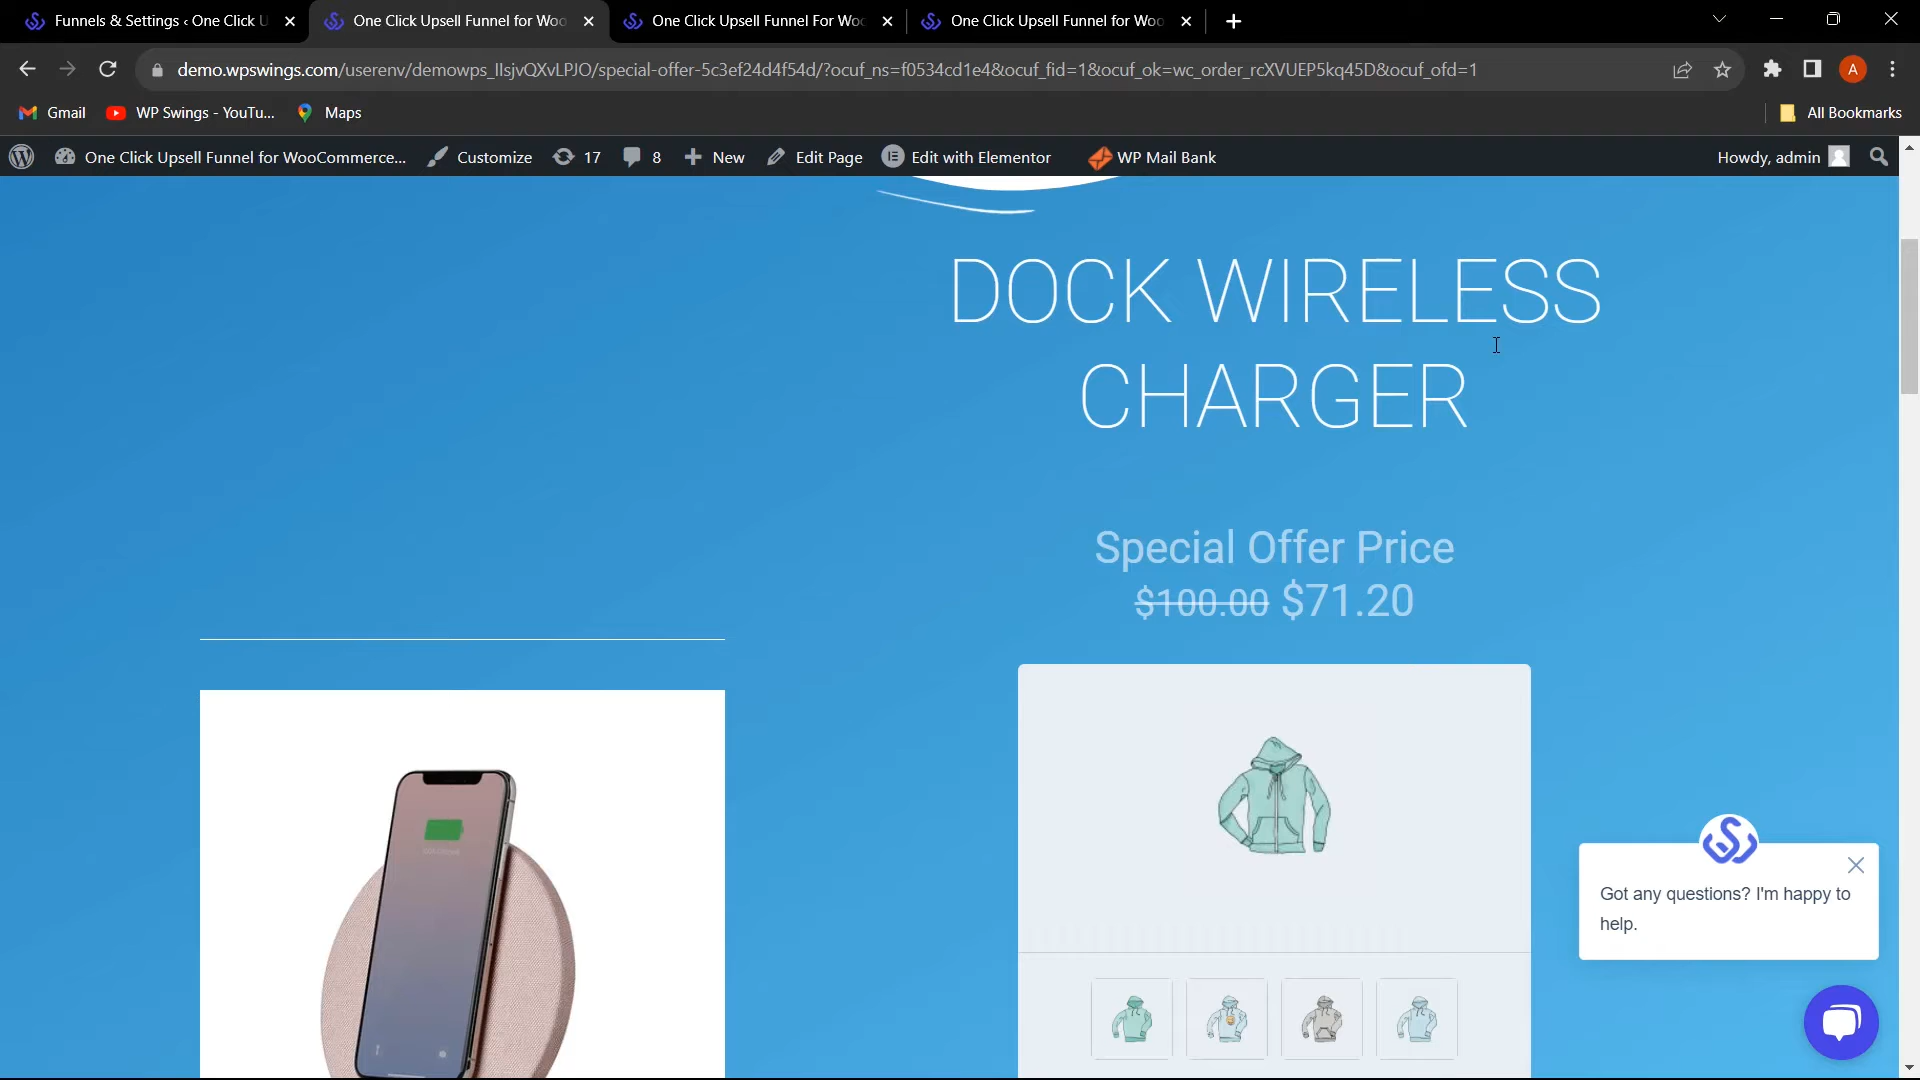 Funnels & Settings ‹ One Click U
One Click Upsell Funnel for Woo
One Click Upsell Funnel For Woo
One Click Upsell Funnel for Woo
demo.wpswings.com/userenv/demowps_IIsjvQXvLPJO/special-offer-5c3ef24d4f54d/?ocuf_ns=f0534cd1e4&ocuf_fid=1&ocuf_ok=wc_order_rcXVUEP5kq45D&ocuf_ofd=1
A
Gmail
WP Swings - YouTu...
Maps
All Bookmarks
One Click Upsell Funnel for WooCommerce...
Customize
17
8
New
Edit Page
Edit with Elementor
WP Mail Bank
Howdy, admin
DOCK WIRELESS
CHARGER
Special Offer Price
$100.00 $71.20
Got any questions? I'm happy to
help.